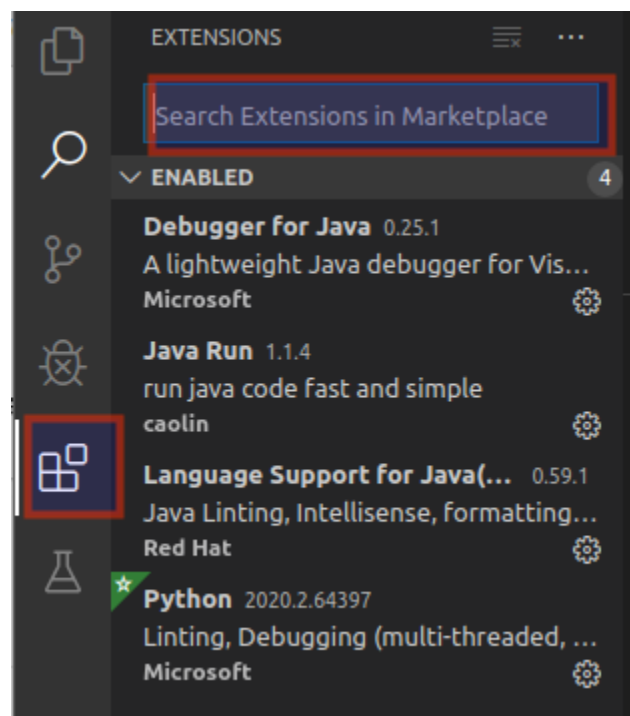 EXTENSIONS
Search Extensions in Marketplace
ENABLED 4
Debugger for Java 0.25.1
A lightweight Java debugger for Vis...
Microsoft
Java Run 1.1.4
run java code fast and simple
caolin
Language Support for Java(... 0.59.1
Java Linting, Intellisense, formatting...
Red Hat
Python 2020.2.64397
Linting, Debugging (multi-threaded, ...
Microsoft